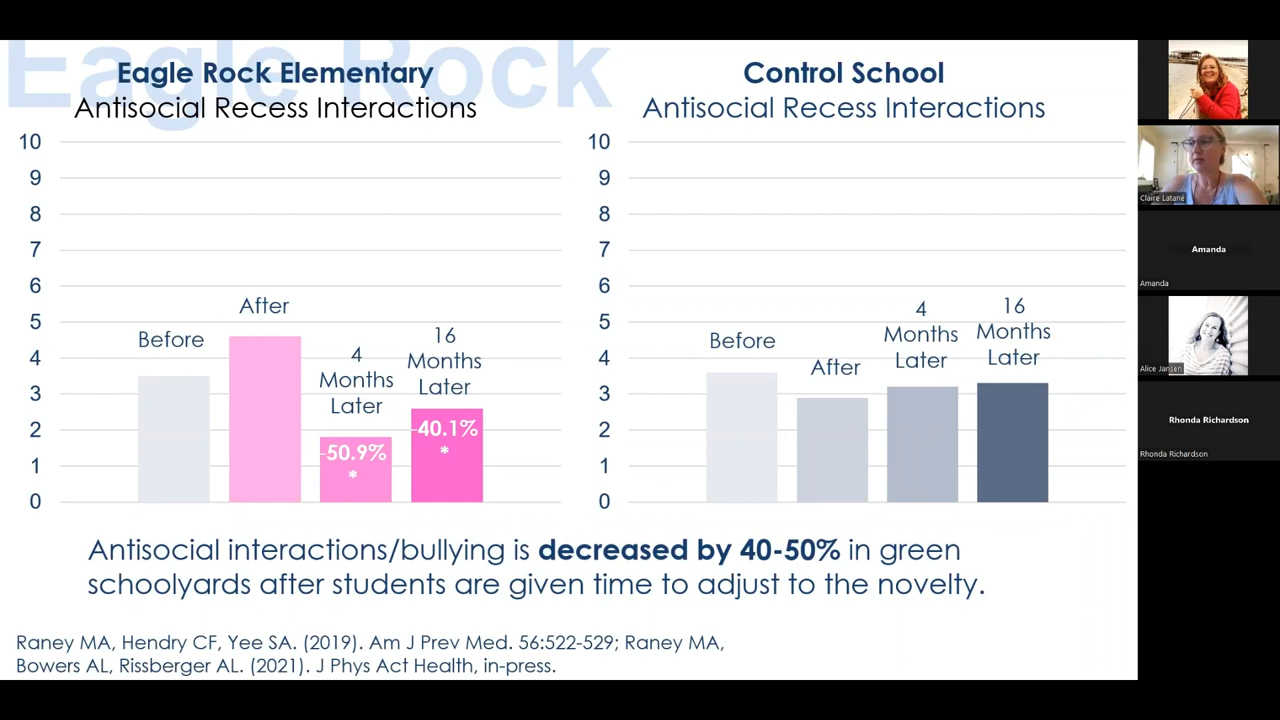 Eagle Rock
Eagle Rock Elementary
Antisocial Recess Interactions
10
9
8
7
6
5
4
3
2
1
0
Before
After
4
Months
Later
16
Months
Later
-50.9%
*
-40.1%
*
Control School
Antisocial Recess Interactions
10
9
8
7
6
5
4
3
2
1
0
Before
After
4
Months
Later
16
Months
Later
Antisocial interactions/bullying is decreased by 40-50% in green
schoolyards after students are given time to adjust to the novelty.
Raney MA, Hendry CF, Yee SA. (2019). Am J Prev Med. 56:522-529; Raney MA,
Bowers AL, Rissberger AL. (2021). J Phys Act Health, in-press.
Claire Latane
Amanda
Amanda
Alice Jansen
Rhonda Richardson
Rhonda Richardson